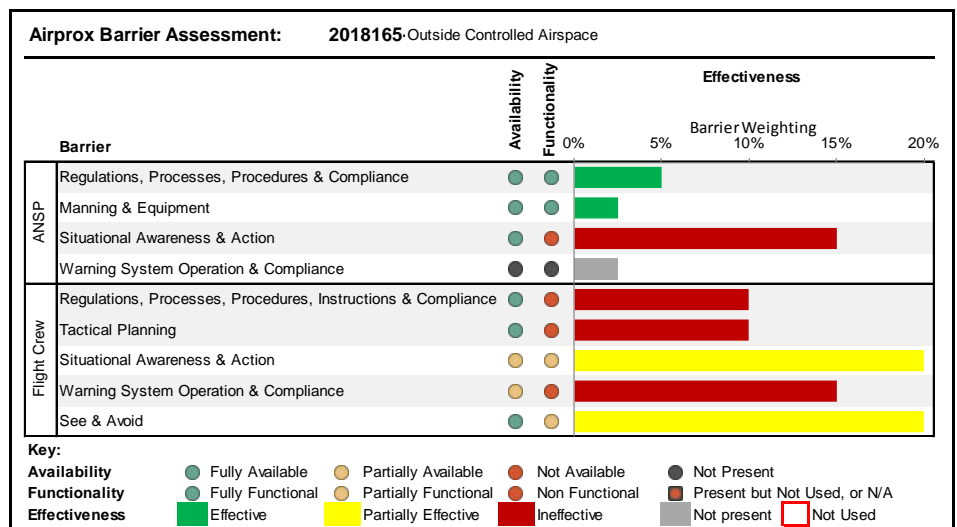 Airprox Barrier Assessment: 2018165-Outside Controlled Airspace
Effectiveness
Availability
Functionality
Barrier Weighting
Barrier
0% 5% 10% 15% 20%
ANSP
Regulations, Processes, Procedures & Compliance
Manning & Equipment
Situational Awareness & Action
Warning System Operation & Compliance
Flight Crew
Regulations, Processes, Procedures, Instructions & Compliance
Tactical Planning
Situational Awareness & Action
Warning System Operation & Compliance
See & Avoid
Key:
Availability Fully Available Partially Available Not Available Not Present
Functionality Fully Functional Partially Functional Non Functional Present but Not Used, or N/A
Effectiveness Effective Partially Effective Ineffective Not present Not Used